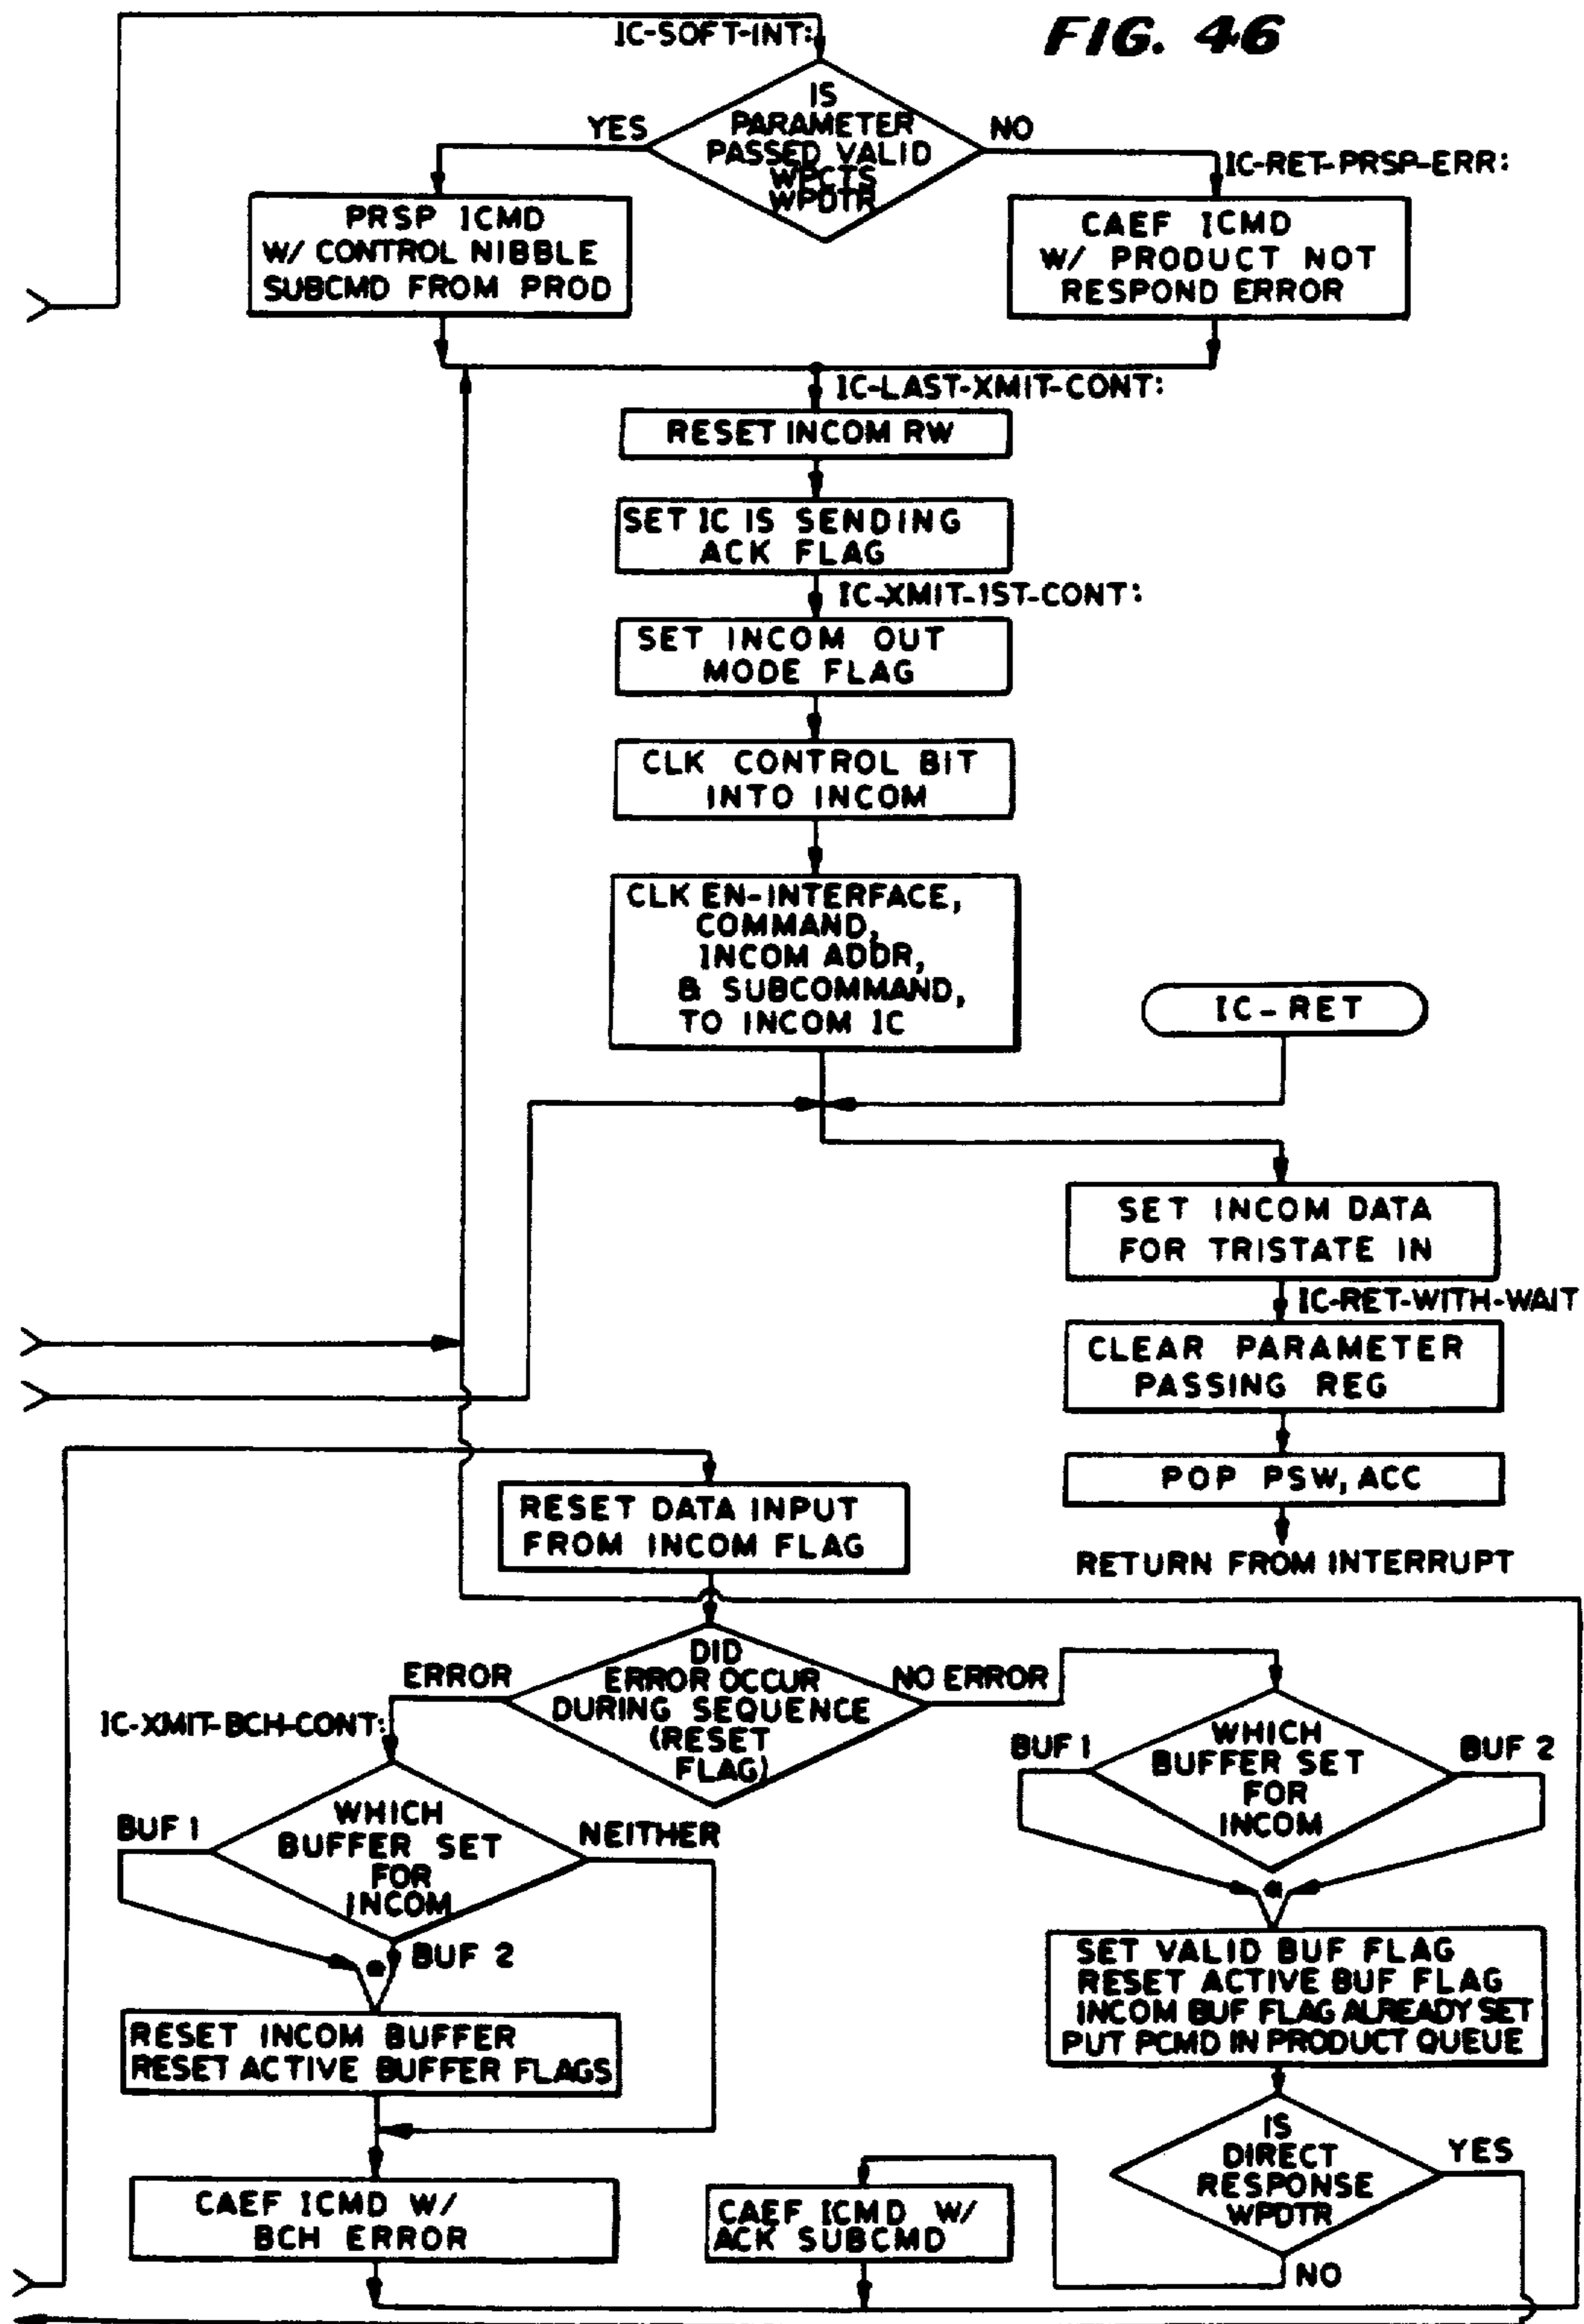 FIG. 46
IC-SOFT-INT:
IS
PARAMETER
PASSED VALID
WPCTS
WPDTR
YES
NO
IC-RET-PRSP-ERR:
PRSP ICMD
W/ CONTROL NIBBLE
SUBCMD FROM PROD
CAEF ICMD
W/ PRODUCT NOT
RESPOND ERROR
IC-LAST-XMIT-CONT:
RESET INCOM RW
SET IC IS SENDING
ACK FLAG
IC-XMIT-1ST-CONT:
SET INCOM OUT
MODE FLAG
CLK CONTROL BIT
INTO INCOM
CLK EN-INTERFACE,
COMMAND,
INCOM ADDR,
& SUBCOMMAND,
TO INCOM IC
IC-RET
SET INCOM DATA
FOR TRISTATE IN
IC-RET-WITH-WAIT
CLEAR PARAMETER
PASSING REG
POP PSW, ACC
RETURN FROM INTERRUPT
RESET DATA INPUT
FROM INCOM FLAG
DID
ERROR OCCUR
DURING SEQUENCE
(RESET
FLAG)
ERROR
NO ERROR
IC-XMIT-BCH-CONT:
WHICH
BUFFER SET
FOR
INCOM
BUF 1
NEITHER
BUF 2
RESET INCOM BUFFER
RESET ACTIVE BUFFER FLAGS
CAEF ICMD W/
BCH ERROR
WHICH
BUFFER SET
FOR
INCOM
BUF 1
BUF 2
SET VALID BUF FLAG
RESET ACTIVE BUF FLAG
INCOM BUF FLAG ALREADY SET
PUT PCMD IN PRODUCT QUEUE
IS
DIRECT
RESPONSE
WPDTR
YES
NO
CAEF ICMD W/
ACK SUBCMD